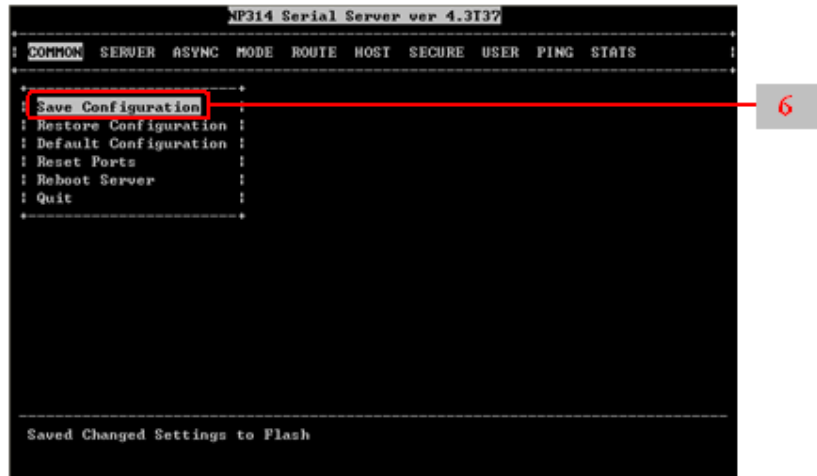 NP314 Serial Server ver 4.3T37
COMMON SERVER ASYNC MODE ROUTE HOST SECURE USER PING STATS
Save Configuration
6
Restore Configuration
Default Configuration
Reset Ports
Reboot Server
Quit
Saved Changed Settings to Flash